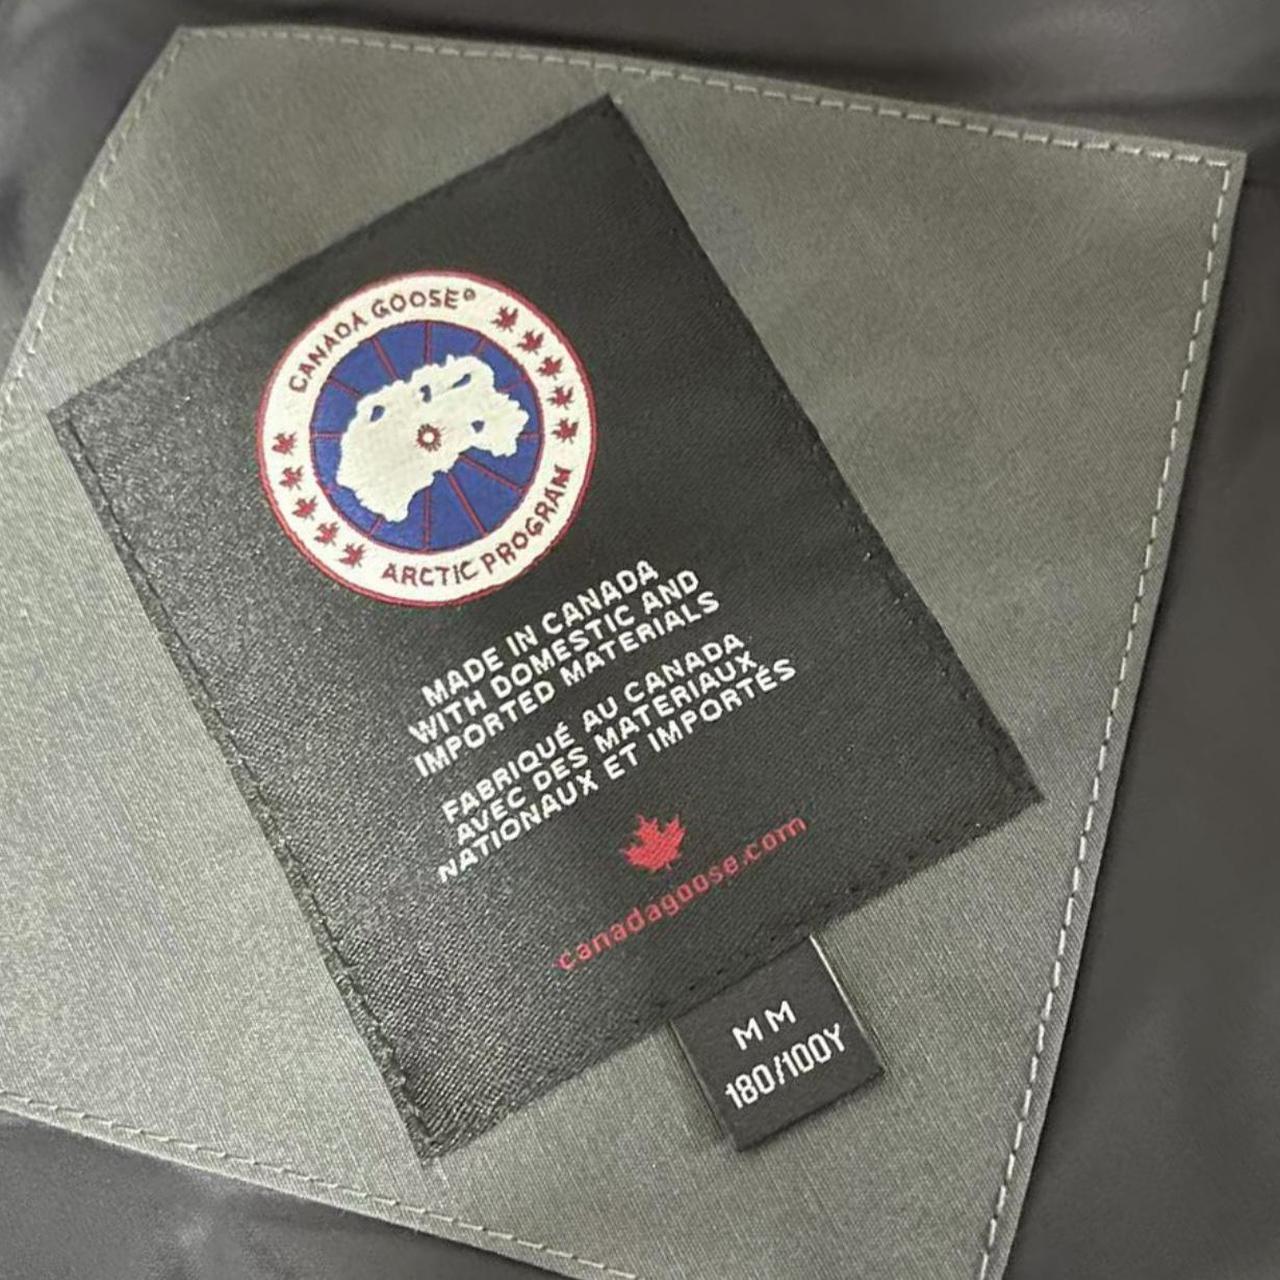 CANADA GOOSE®
ARCTIC PROGRAM
MADE IN CANADA
WITH DOMESTIC AND
IMPORTED MATERIALS
FABRIQUÉ AU CANADA
AVEC DES MATERIAUX
NATIONAUX ET IMPORTÉS
canadagoose.com
M M
180/100Y